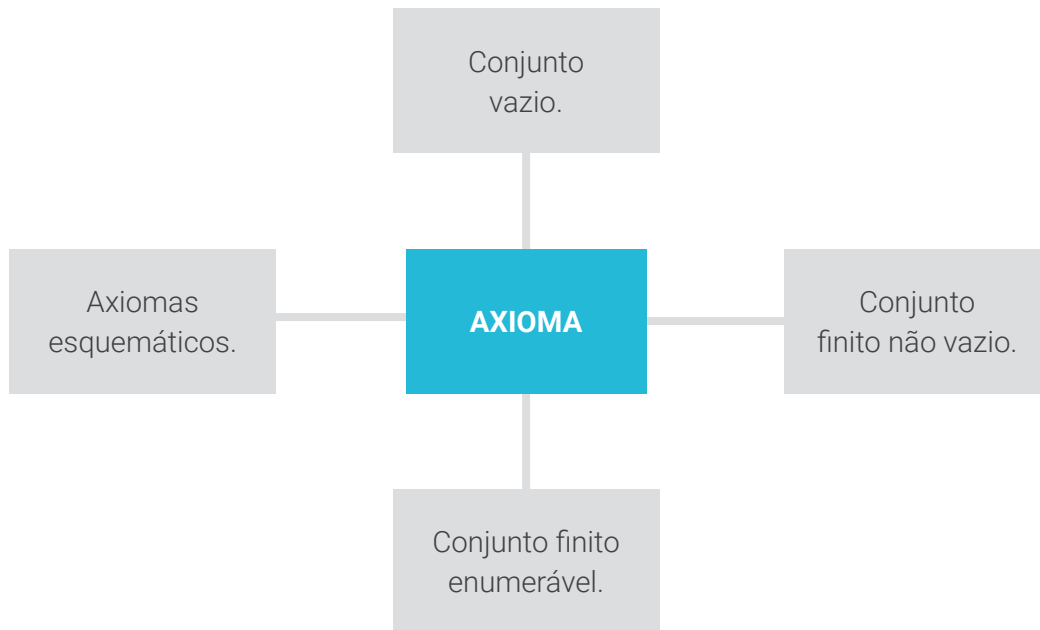 Conjunto
vazio.
Axiomas
esquemáticos.
AXIOMA
Conjunto
finito não vazio.
Conjunto finito
enumerável.